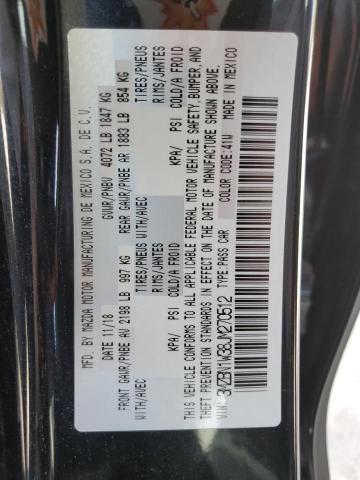 MFG. BY MAZDA MOTOR MANUFACTURING DE MEXICO S.A. DE C.V.
DATE 11/18 GVWR/PNBV 4072 LB 1847 KG
FRONT GAWR/PNBE AV 2198 LB 997 KG REAR GAWR/PNBE AR 1883 LB 854 KG
WITH/AVEC TIRES/PNEUS WITH/AVEC TIRES/PNEUS
RIMS/JANTES RIMS/JANTES
KPA/ PSI COLD/A FROID KPA/ PSI COLD/A FROID
THIS VEHICLE CONFORMS TO ALL APPLICABLE FEDERAL MOTOR VEHICLE SAFETY, BUMPER, AND
THEFT PREVENTION STANDARDS IN EFFECT ON THE DATE OF MANUFACTURE SHOWN ABOVE.
COLOR CODE:41W MADE IN MEXICO
VIN: 3MZBN1W38JM270512 TYPE:PASS CAR